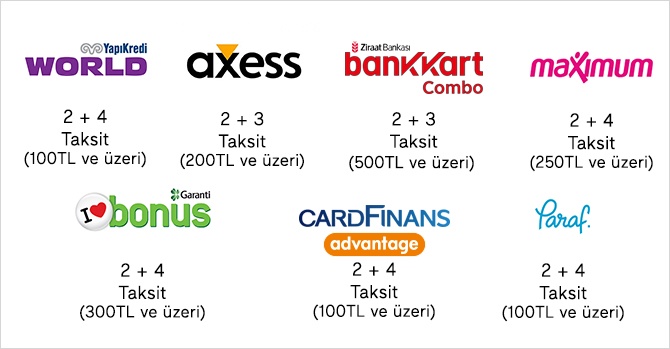 YapıKredi
WORLD
2 + 4
Taksit
(100TL ve üzeri)
axess
2 + 3
Taksit
(200TL ve üzeri)
Ziraat Bankası
bankkart
Combo
2 + 3
Taksit
(500TL ve üzeri)
maximum
2 + 4
Taksit
(250TL ve üzeri)
Garanti
I bonus
2 + 4
Taksit
(300TL ve üzeri)
CARDFINANS
advantage
2 + 4
Taksit
(100TL ve üzeri)
Paraf.
2 + 4
Taksit
(100TL ve üzeri)